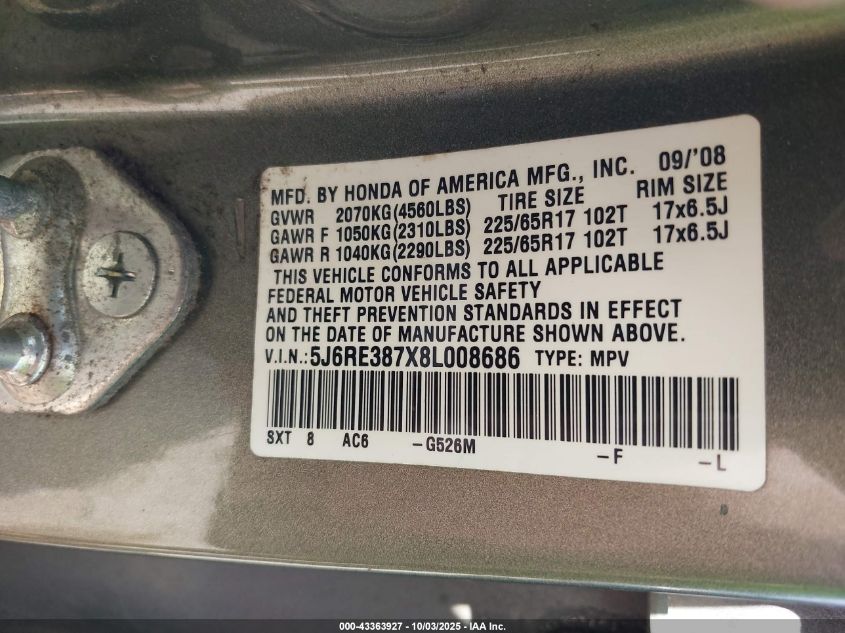 MFD. BY HONDA OF AMERICA MFG., INC. 09/'08
GVWR 2070KG(4560LBS) TIRE SIZE RIM SIZE
GAWR F 1050KG(2310LBS) 225/65R17 102T 17x6.5J
GAWR R 1040KG(2290LBS) 225/65R17 102T 17x6.5J
THIS VEHICLE CONFORMS TO ALL APPLICABLE
FEDERAL MOTOR VEHICLE SAFETY
AND THEFT PREVENTION STANDARDS IN EFFECT
ON THE DATE OF MANUFACTURE SHOWN ABOVE.
V.I.N.:5J6RE387X8L008686 TYPE: MPV
SXT 8 AC6 -G526M -F -L
000-43363927 - 10/03/2025 - IAA Inc.